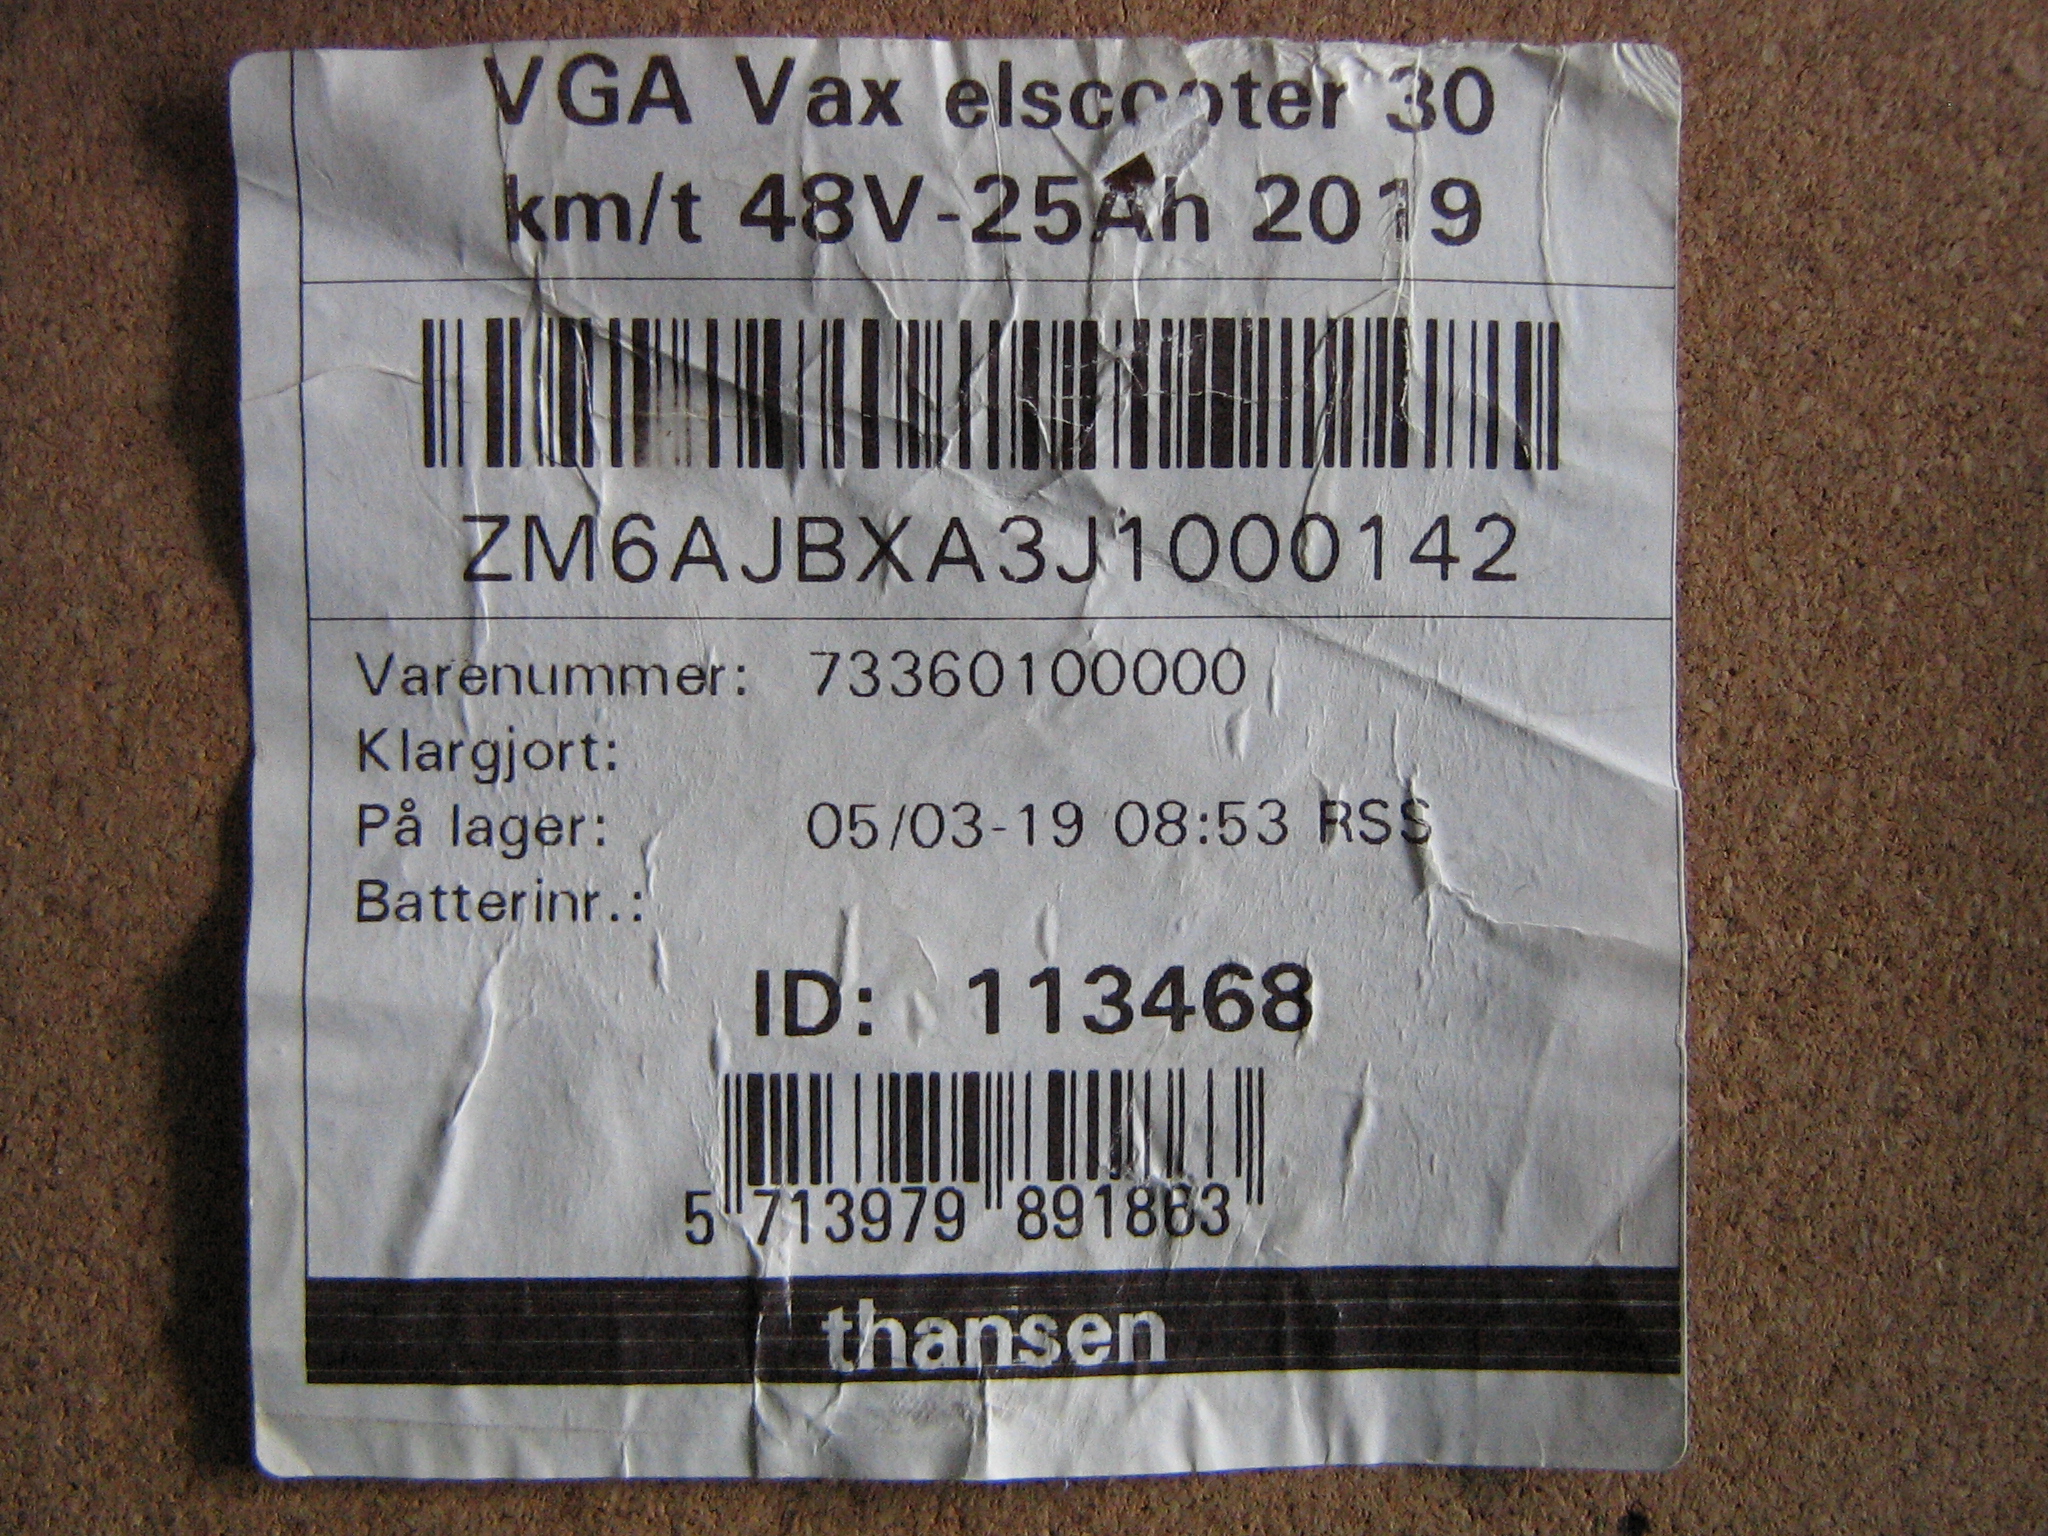 VGA Vax elscooter 30
km/t 48V-25Ah 2019
ZM6AJBXA3J1000142
Varenummer: 73360100000
Klargjort:
På lager: 05/03-19 08:53 RSS
Batterinr.:
ID: 113468
5 713979 891863
thansen